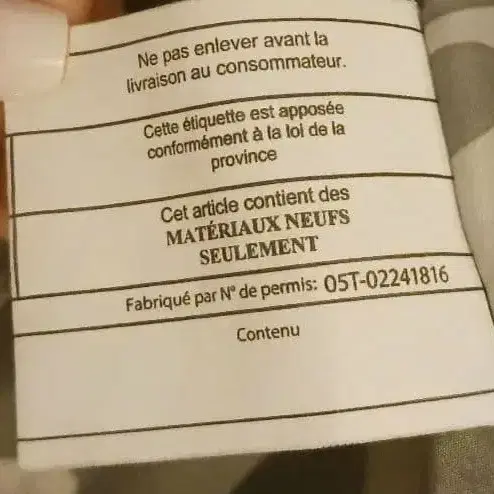 Ne pas enlever avant la
livraison au consommateur.
Cette étiquette est apposée
conformément à la loi de la
province
Cet article contient des
MATÉRIAUX NEUFS
SEULEMENT
Fabriqué par N° de permis: 05T-02241816
Contenu